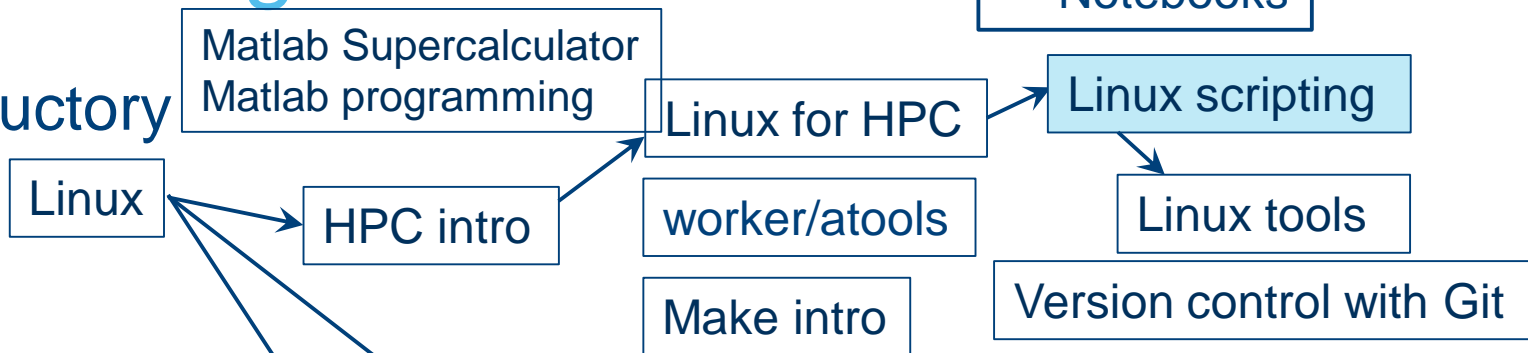 Notebooks
Matlab Supercalculator
Matlab programming
uctory
Linux for HPC
Linux scripting
Linux
HPC intro
worker/atools
Linux tools
Make intro
Version control with Git